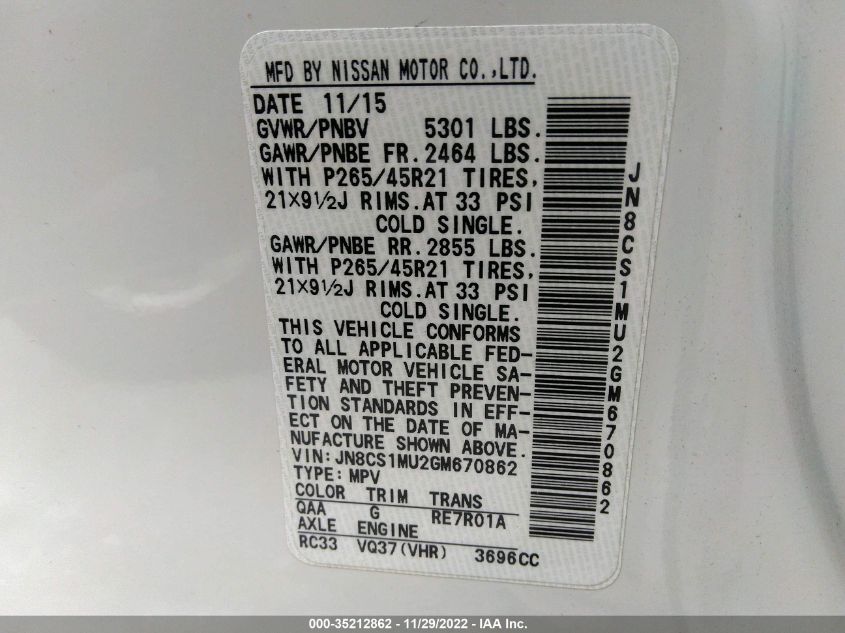 MFD BY NISSAN MOTOR CO.,LTD.
DATE 11/15
GVWR/PNBV 5301 LBS.
GAWR/PNBE FR. 2464 LBS.
WITH P265/45R21 TIRES,
21×9½J RIMS.AT 33 PSI
COLD SINGLE.
GAWR/PNBE RR. 2855 LBS.
WITH P265/45R21 TIRES,
21×9½J RIMS.AT 33 PSI
COLD SINGLE.
THIS VEHICLE CONFORMS
TO ALL APPLICABLE FED-
ERAL MOTOR VEHICLE SA-
FETY AND THEFT PREVEN-
TION STANDARDS IN EFF-
ECT ON THE DATE OF MA-
NUFACTURE SHOWN ABOVE.
VIN: JN8CS1MU2GM670862
TYPE: MPV
COLOR TRIM TRANS
QAA G RE7R01A
AXLE ENGINE
RC33 VQ37(VHR) 3696CC
JN8CS1MU2GM670862
000-35212862 - 11/29/2022 - IAA Inc.